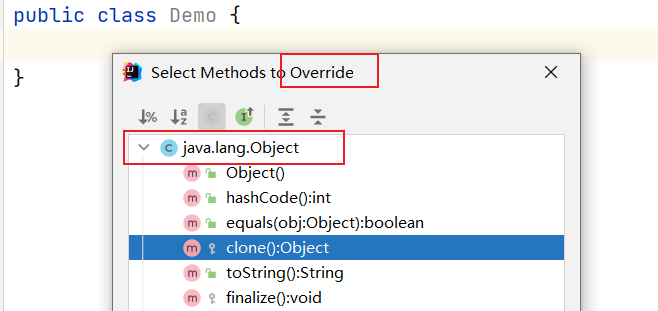 public class Demo {
}
Select Methods to Override
java.lang.Object
Object()
hashCode():int
equals(obj:Object):boolean
clone():Object
toString():String
finalize():void